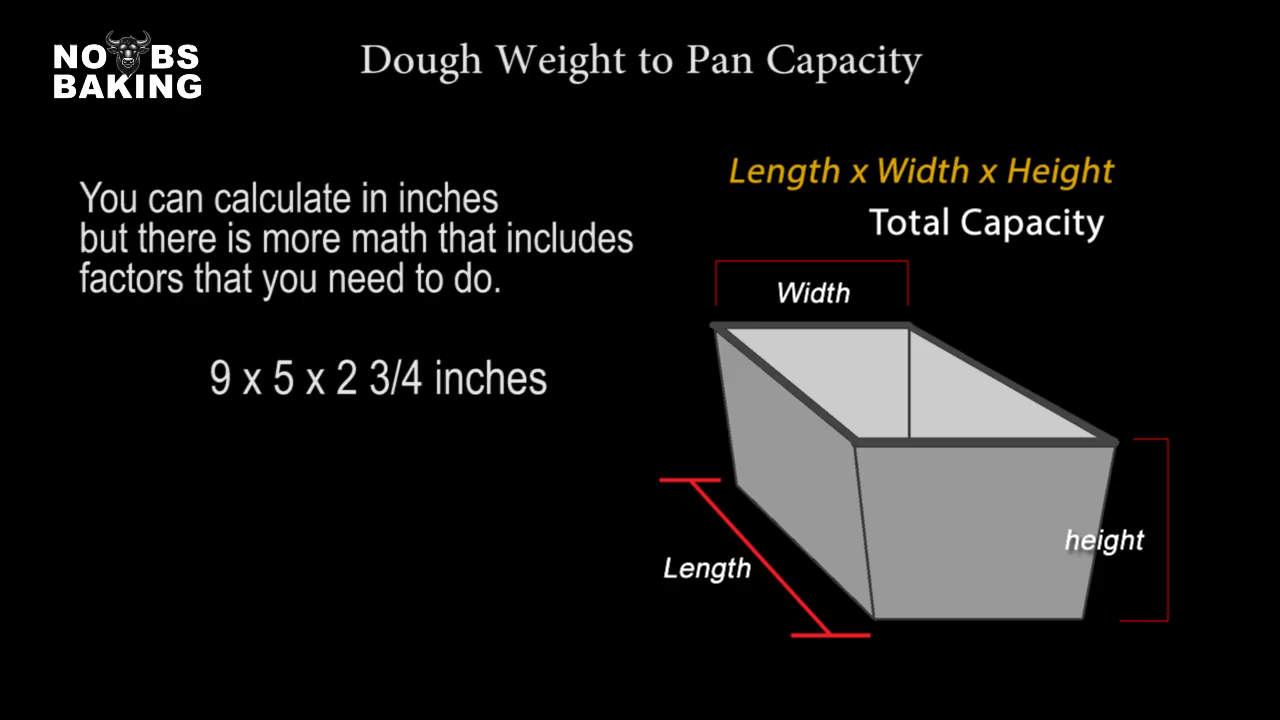 NO BS
BAKING
Dough Weight to Pan Capacity
You can calculate in inches
but there is more math that includes
factors that you need to do.
9 x 5 x 2 3/4 inches
Length x Width x Height
Total Capacity
Width
height
Length